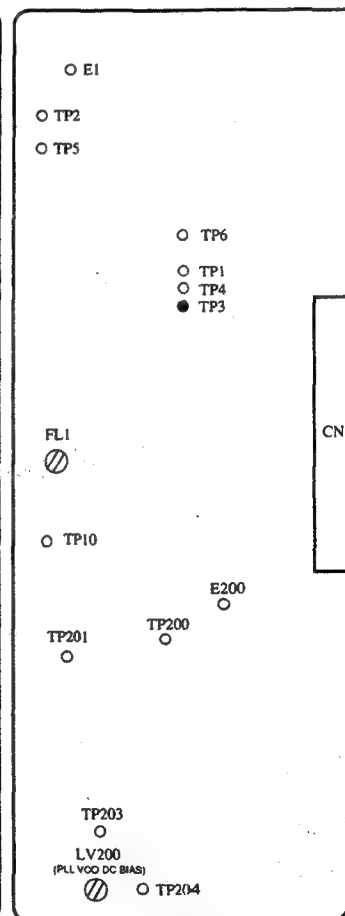 E1
TP2
TP5
TP6
TP1
TP4
TP3
CN
FL1
TP10
E200
TP200
TP201
TP203
LV200
(PLL VCO DC BIAS)
TP204